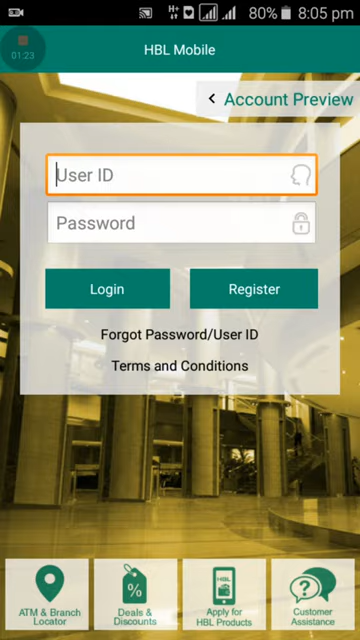 80% 8:05 pm
01:23
HBL Mobile
< Account Preview
User ID
Password
Login Register
Forgot Password/User ID
Terms and Conditions
%
HBL
?
ATM & Branch
Locator
Deals &
Discounts
Apply for
HBL Products
Customer
Assistance